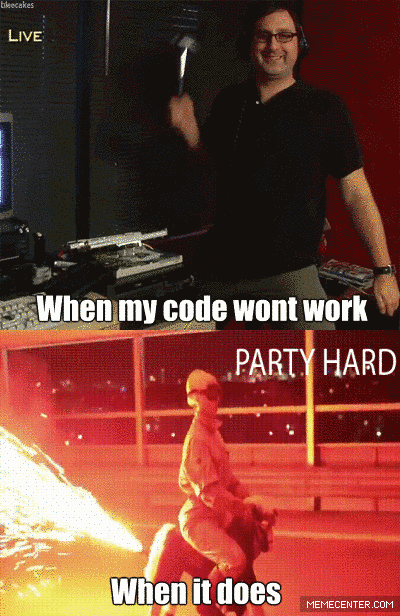 bleecakes
LIVE
When my code wont work
PARTY HARD
When it does
MEMECENTER.COM